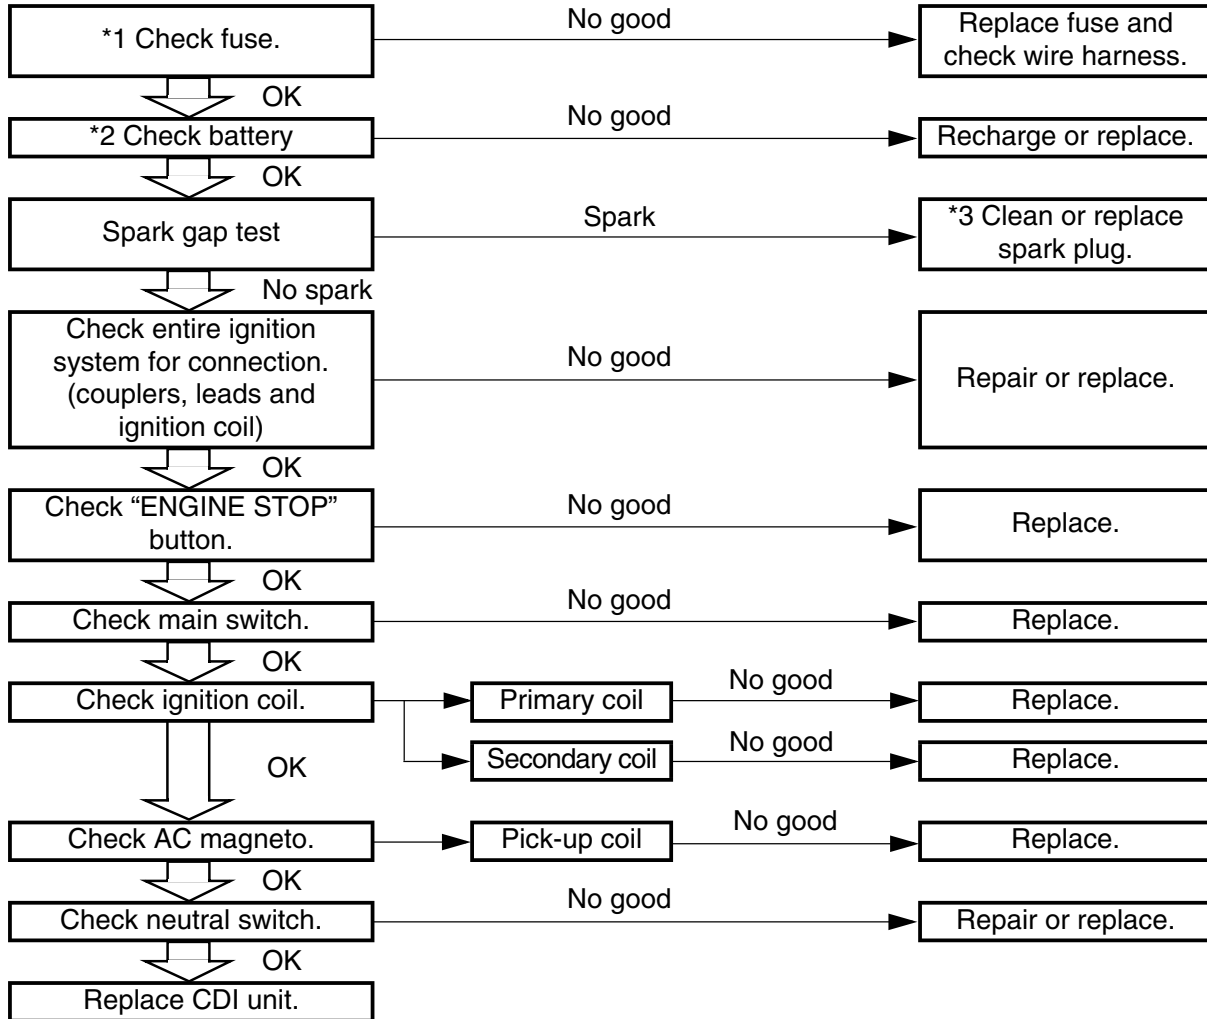 *1 Check fuse.
No good
Replace fuse and
check wire harness.
OK
*2 Check battery
No good
Recharge or replace.
OK
Spark gap test
Spark
*3 Clean or replace
spark plug.
No spark
Check entire ignition
system for connection.
(couplers, leads and
ignition coil)
No good
Repair or replace.
OK
Check “ENGINE STOP”
button.
No good
Replace.
OK
Check main switch.
No good
Replace.
OK
Check ignition coil.
Primary coil
No good
Replace.
Secondary coil
No good
Replace.
OK
Check AC magneto.
Pick-up coil
No good
Replace.
OK
Check neutral switch.
No good
Repair or replace.
OK
Replace CDI unit.